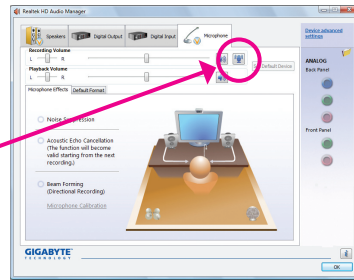 Realtek HD Audio Manager
Speakers
Digital Output
Digital Input
Microphone
Device advanced
settings
Recording Volume
L
R
Set Default Device
ANALOG
Back Panel
Playback Volume
L
R
Microphone Effects
Default Format
Noise Suppression
Acoustic Echo Cancellation
(The function will become
valid starting from the next
recording.)
Front Panel
Beam Forming
(Directional Recording)
Microphone Calibration
GIGABYTE
TECHNOLOGY
i
OK